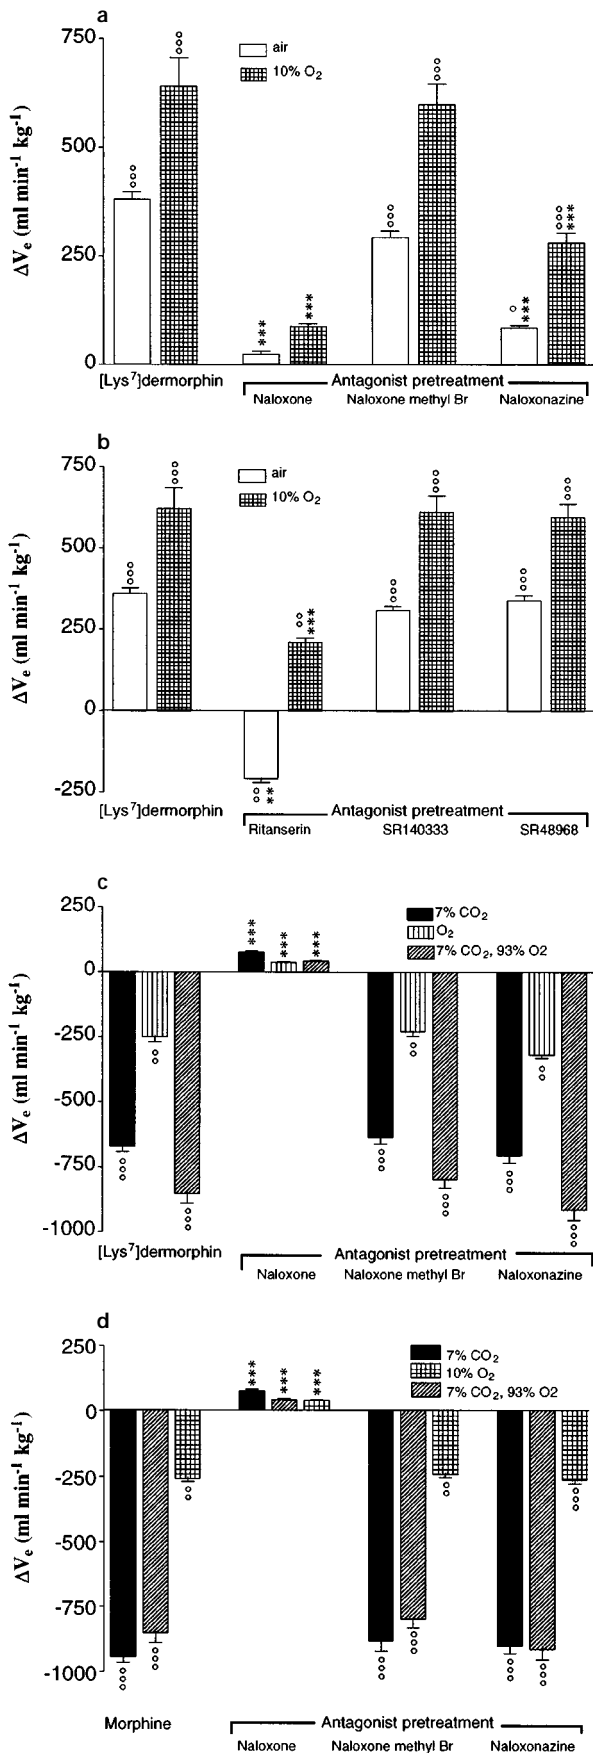 a
750
500
250
0
ΔVe (ml min-1 kg-1)
air
10% O2
°°°
°°°
***
***
°°°
°°°
° ***
°°° ***
[Lys7]dermorphin
Antagonist pretreatment
Naloxone Naloxone methyl Br Naloxonazine
b
750
500
250
0
-250
ΔVe (ml min-1 kg-1)
air
10% O2
°°°
°°°
°° **
°° ***
°°°
°°°
°°°
°°°
[Lys7]dermorphin
Antagonist pretreatment
Ritanserin SR140333 SR48968
c
250
0
-250
-500
-750
-1000
ΔVe (ml min-1 kg-1)
7% CO2
O2
7% CO2, 93% O2
*** *** ***
°°° °° °°°
°°° °° °°°
°°° °° °°°
[Lys7]dermorphin
Antagonist pretreatment
Naloxone Naloxone methyl Br Naloxonazine
d
250
0
-250
-500
-750
-1000
ΔVe (ml min-1 kg-1)
7% CO2
10% O2
7% CO2, 93% O2
*** *** ***
°°° °°° °°
°°° °°° °°
°°° °°° °°°
Morphine
Antagonist pretreatment
Naloxone Naloxone methyl Br Naloxonazine